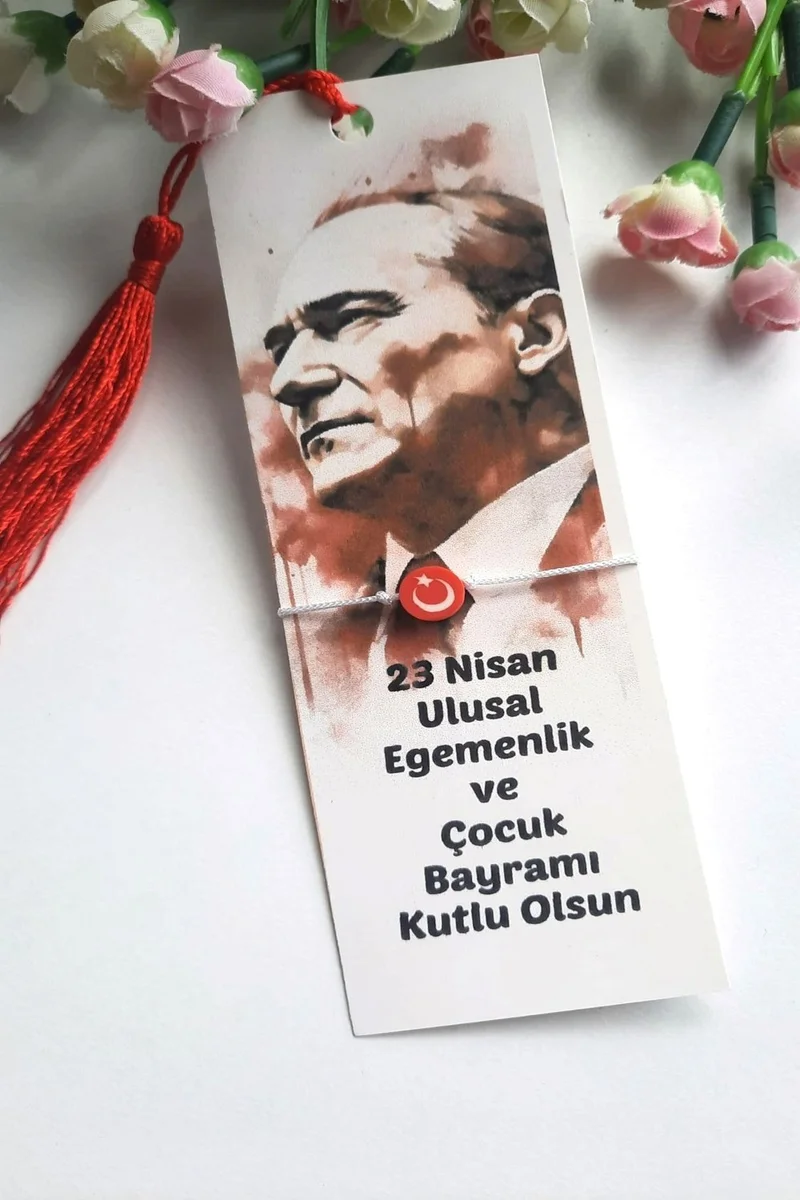 23 Nisan
Ulusal
Egemenlik
ve
Çocuk
Bayramı
Kutlu Olsun